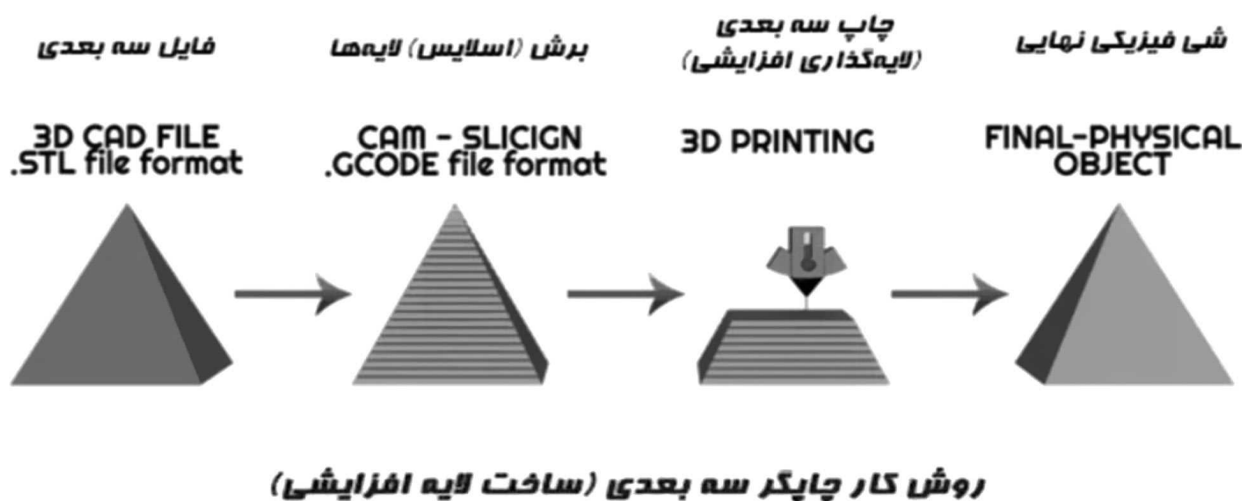 فایل سه بعدی
3D CAD FILE
.STL file format
برش (اسلایس) لایه‌ها
CAM - SLICIGN
.GCODE file format
چاپ سه بعدی
(لایه‌گذاری افزایشی)
3D PRINTING
شی فیزیکی نهایی
FINAL-PHYSICAL
OBJECT
روش کار چاپگر سه بعدی (ساخت لایه افزایشی)